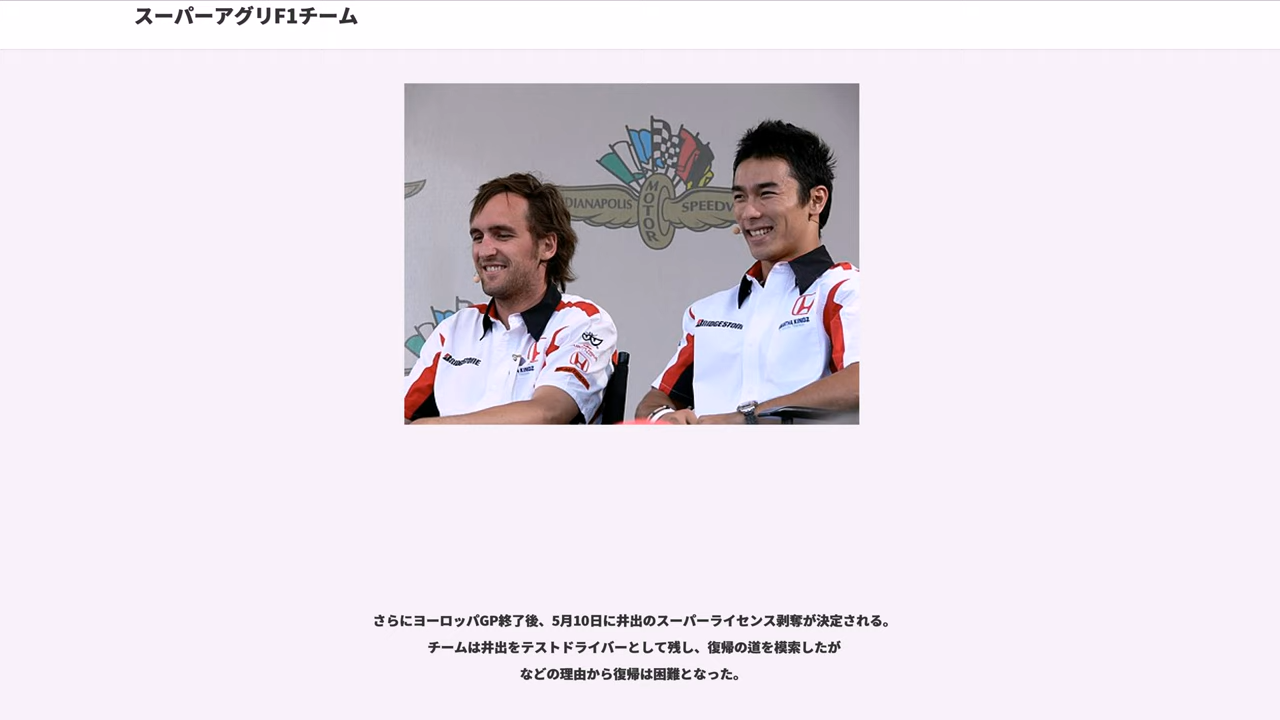 スーパーアグリF1チーム
INDIANAPOLIS MOTOR SPEEDW
BRIDGESTONE
BRIDGESTONE
さらにヨーロッパGP終了後、5月10日に井出のスーパーライセンス剥奪が決定される。
チームは井出をテストドライバーとして残し、復帰の道を模索したが
などの理由から復帰は困難となった。